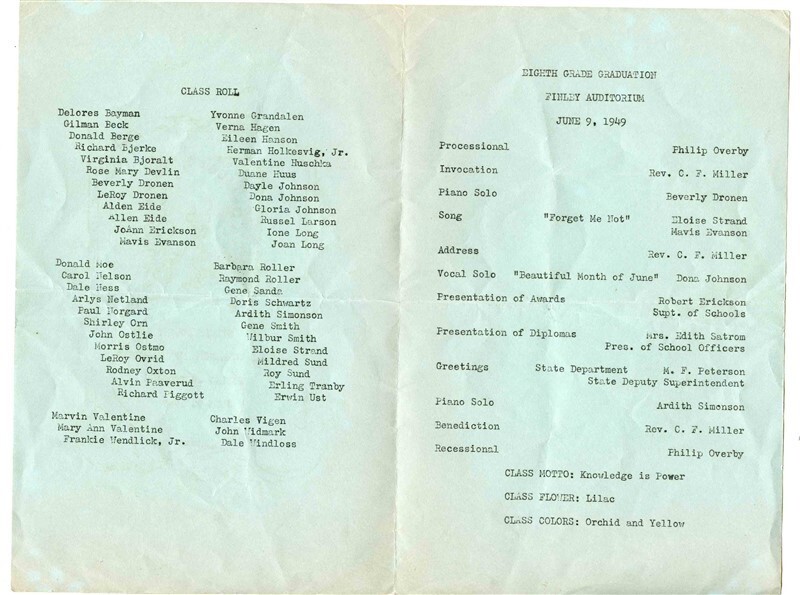 CLASS ROLL
Delores Bayman
Gilman Beck
Donald Berge
Richard Bjerke
Virginia Bjoralt
Rose Mary Devlin
Beverly Dronen
LeRoy Dronen
Alden Eide
Allen Eide
JoAnn Erickson
Mavis Evanson
Yvonne Grandalen
Verna Hagen
Eileen Hanson
Herman Holkesvig, Jr.
Valentine Huschka
Duane Huus
Dayle Johnson
Dona Johnson
Gloria Johnson
Russel Larson
Ione Long
Joan Long
Donald Moe
Carol Nelson
Dale Ness
Arlys Netland
Paul Norgard
Shirley Orn
John Ostlie
Morris Ostmo
LeRoy Ovrid
Rodney Oxton
Alvin Paaverud
Richard Piggott
Barbara Roller
Raymond Roller
Gene Sanda
Doris Schwartz
Ardith Simonson
Gene Smith
Wilbur Smith
Eloise Strand
Mildred Sund
Roy Sund
Erling Tranby
Erwin Ust
Marvin Valentine
Mary Ann Valentine
Frankie Wendlick, Jr.
Charles Vigen
John Widmark
Dale Windloss
EIGHTH GRADE GRADUATION
FINLEY AUDITORIUM
JUNE 9, 1949
Processional Philip Overby
Invocation Rev. C. F. Miller
Piano Solo Beverly Dronen
Song "Forget Me Not" Eloise Strand
Mavis Evanson
Address Rev. C. F. Miller
Vocal Solo "Beautiful Month of June" Dona Johnson
Presentation of Awards Robert Erickson
Supt. of Schools
Presentation of Diplomas Mrs. Edith Satrom
Pres. of School Officers
Greetings State Department M. F. Peterson
State Deputy Superintendent
Piano Solo Ardith Simonson
Benediction Rev. C. F. Miller
Recessional Philip Overby
CLASS MOTTO: Knowledge is Power
CLASS FLOWER: Lilac
CLASS COLORS: Orchid and Yellow